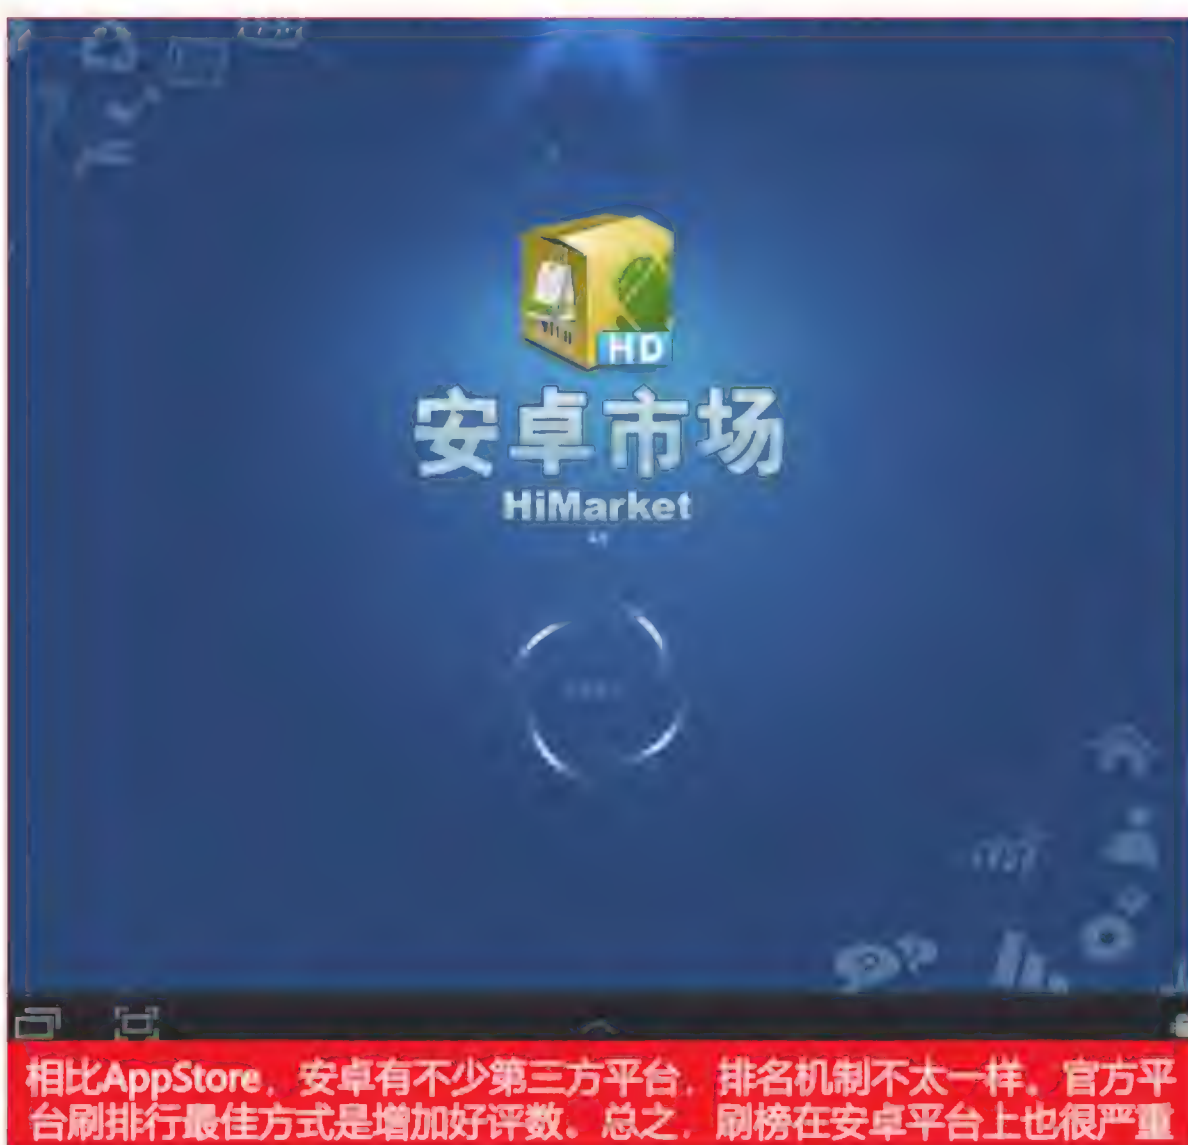 HD
安卓市场
HiMarket
相比AppStore，安卓有不少第三方平台，排名机制不太一样。官方平
台刷排行最佳方式是增加好评数。总之，刷榜在安卓平台上也很严重